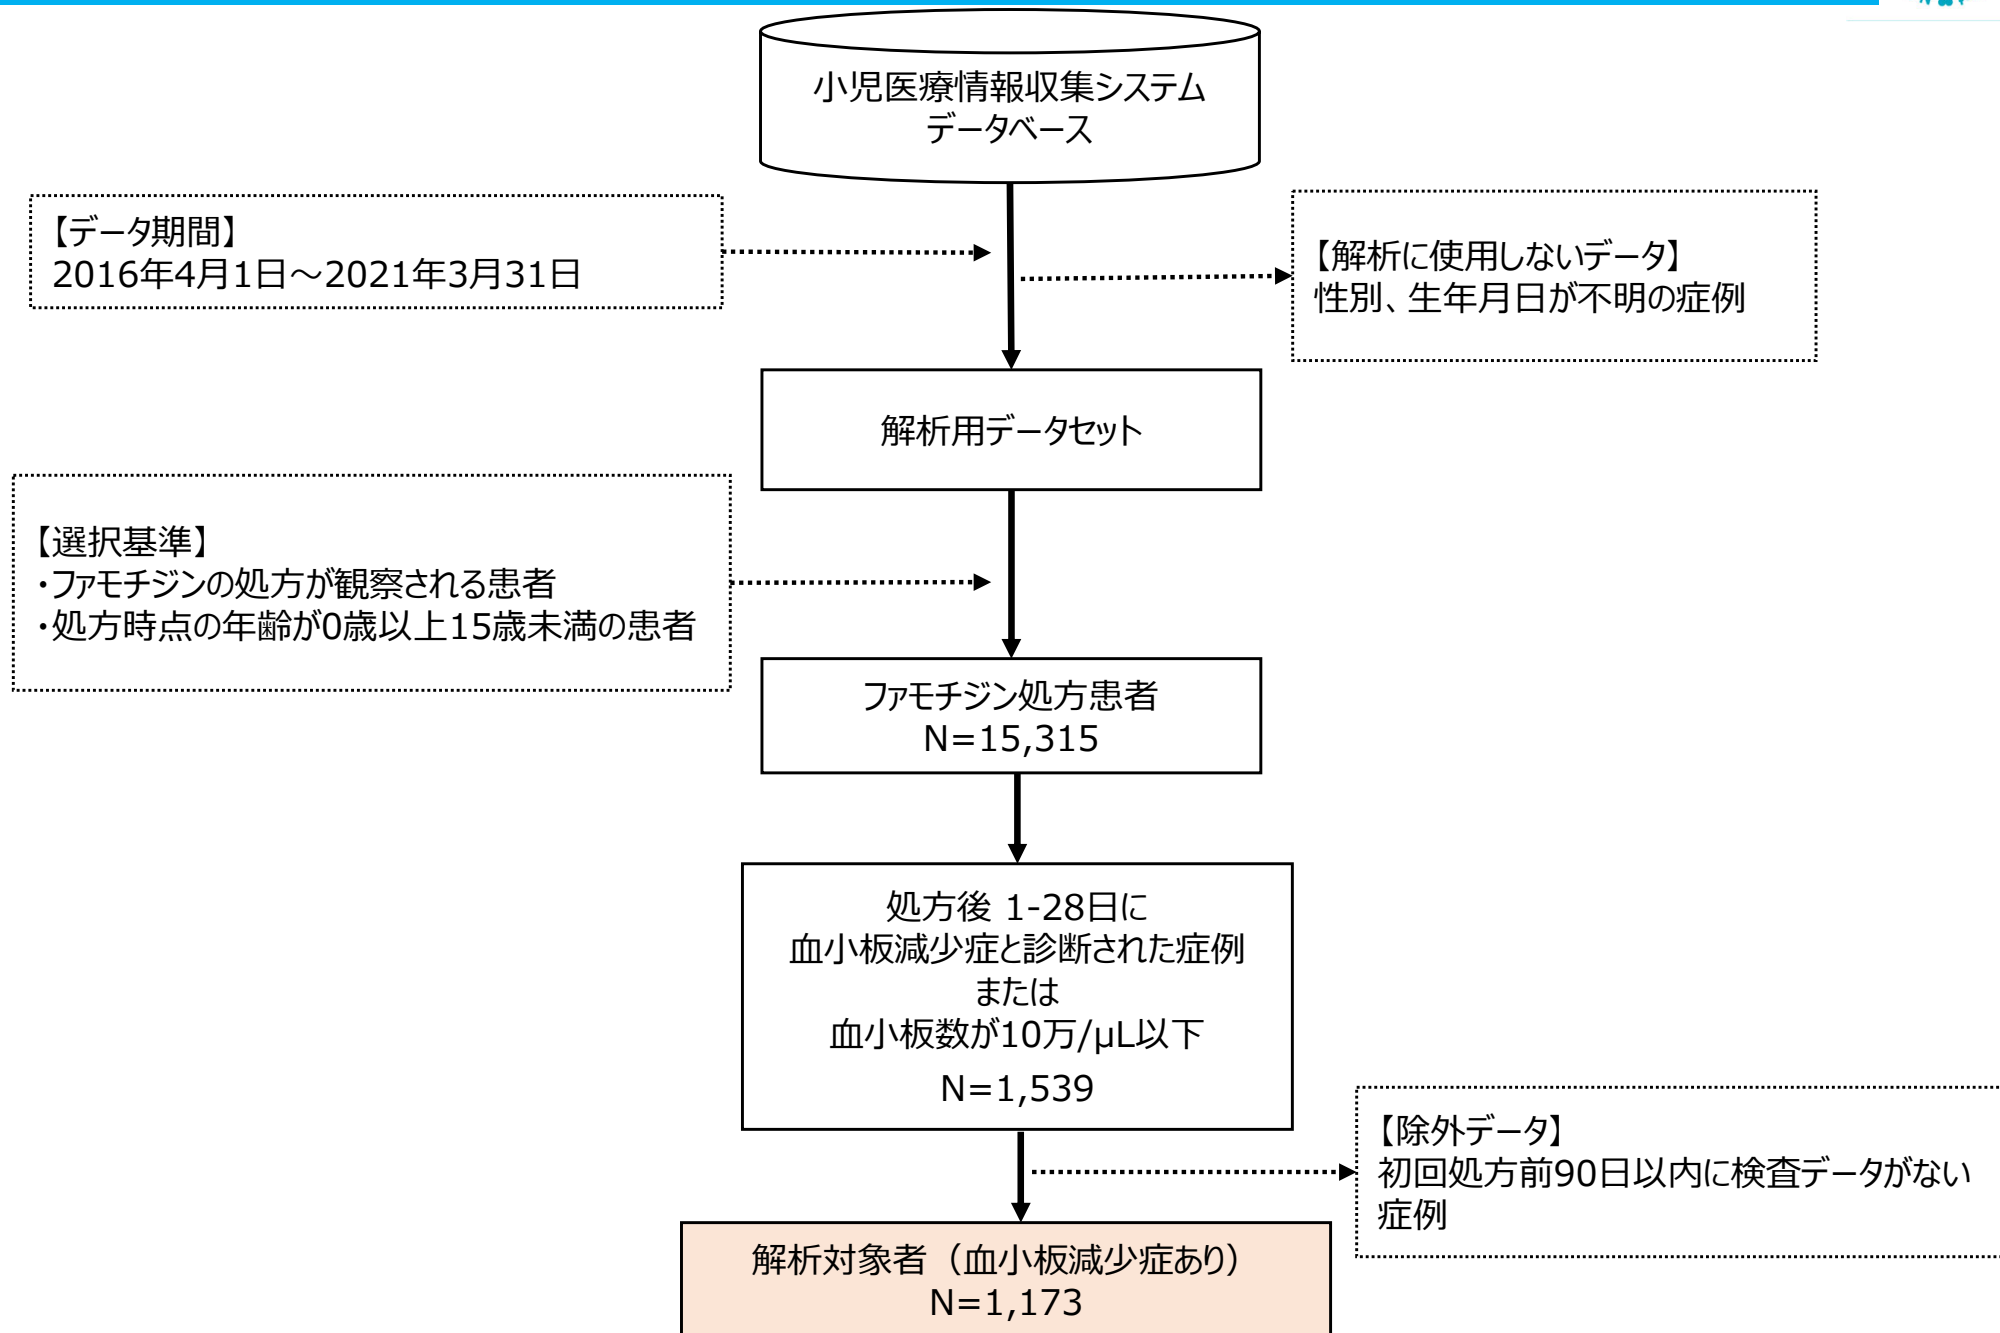 小児医療情報収集システム
データベース
【データ期間】
2016年4月1日～2021年3月31日
【解析に使用しないデータ】
性別、生年月日が不明の症例
解析用データセット
【選択基準】
・ファモチジンの処方が観察される患者
・処方時点の年齢が0歳以上15歳未満の患者
ファモチジン処方患者
N=15,315
処方後 1-28日に
血小板減少症と診断された症例
または
血小板数が10万/μL以下
N=1,539
【除外データ】
初回処方前90日以内に検査データがない
症例
解析対象者（血小板減少症あり）
N=1,173